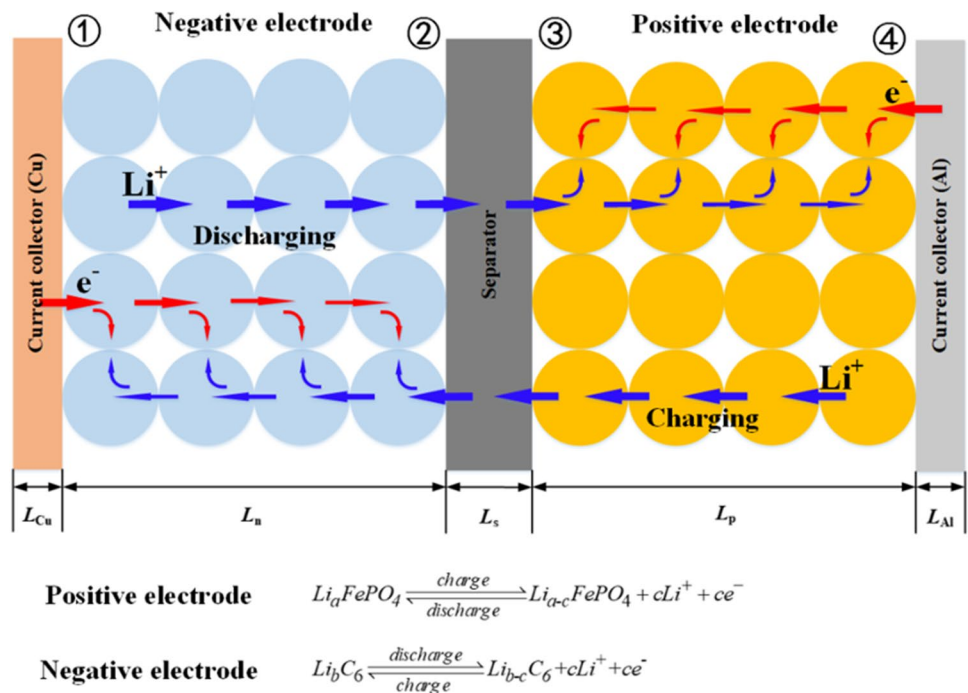 ① Negative electrode ② ③ Positive electrode ④
e⁻
Li⁺
Discharging
e⁻
Li⁺
Charging
Current collector (Cu)
Separator
Current collector (Al)
L_Cu L_n L_s L_p L_Al
Positive electrode Li_aFePO_4 ⇌ Li_{a-c}FePO_4 + cLi⁺ + ce⁻
charge
discharge
Negative electrode Li_bC_6 ⇌ Li_{b-c}C_6 +cLi⁺ +ce⁻
discharge
charge